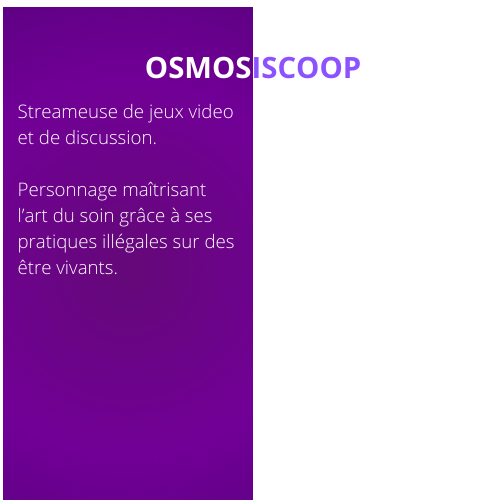 OSMOSISCOOP
Streameuse de jeux video
et de discussion.
Personnage maîtrisant
l’art du soin grâce à ses
pratiques illégales sur des
être vivants.